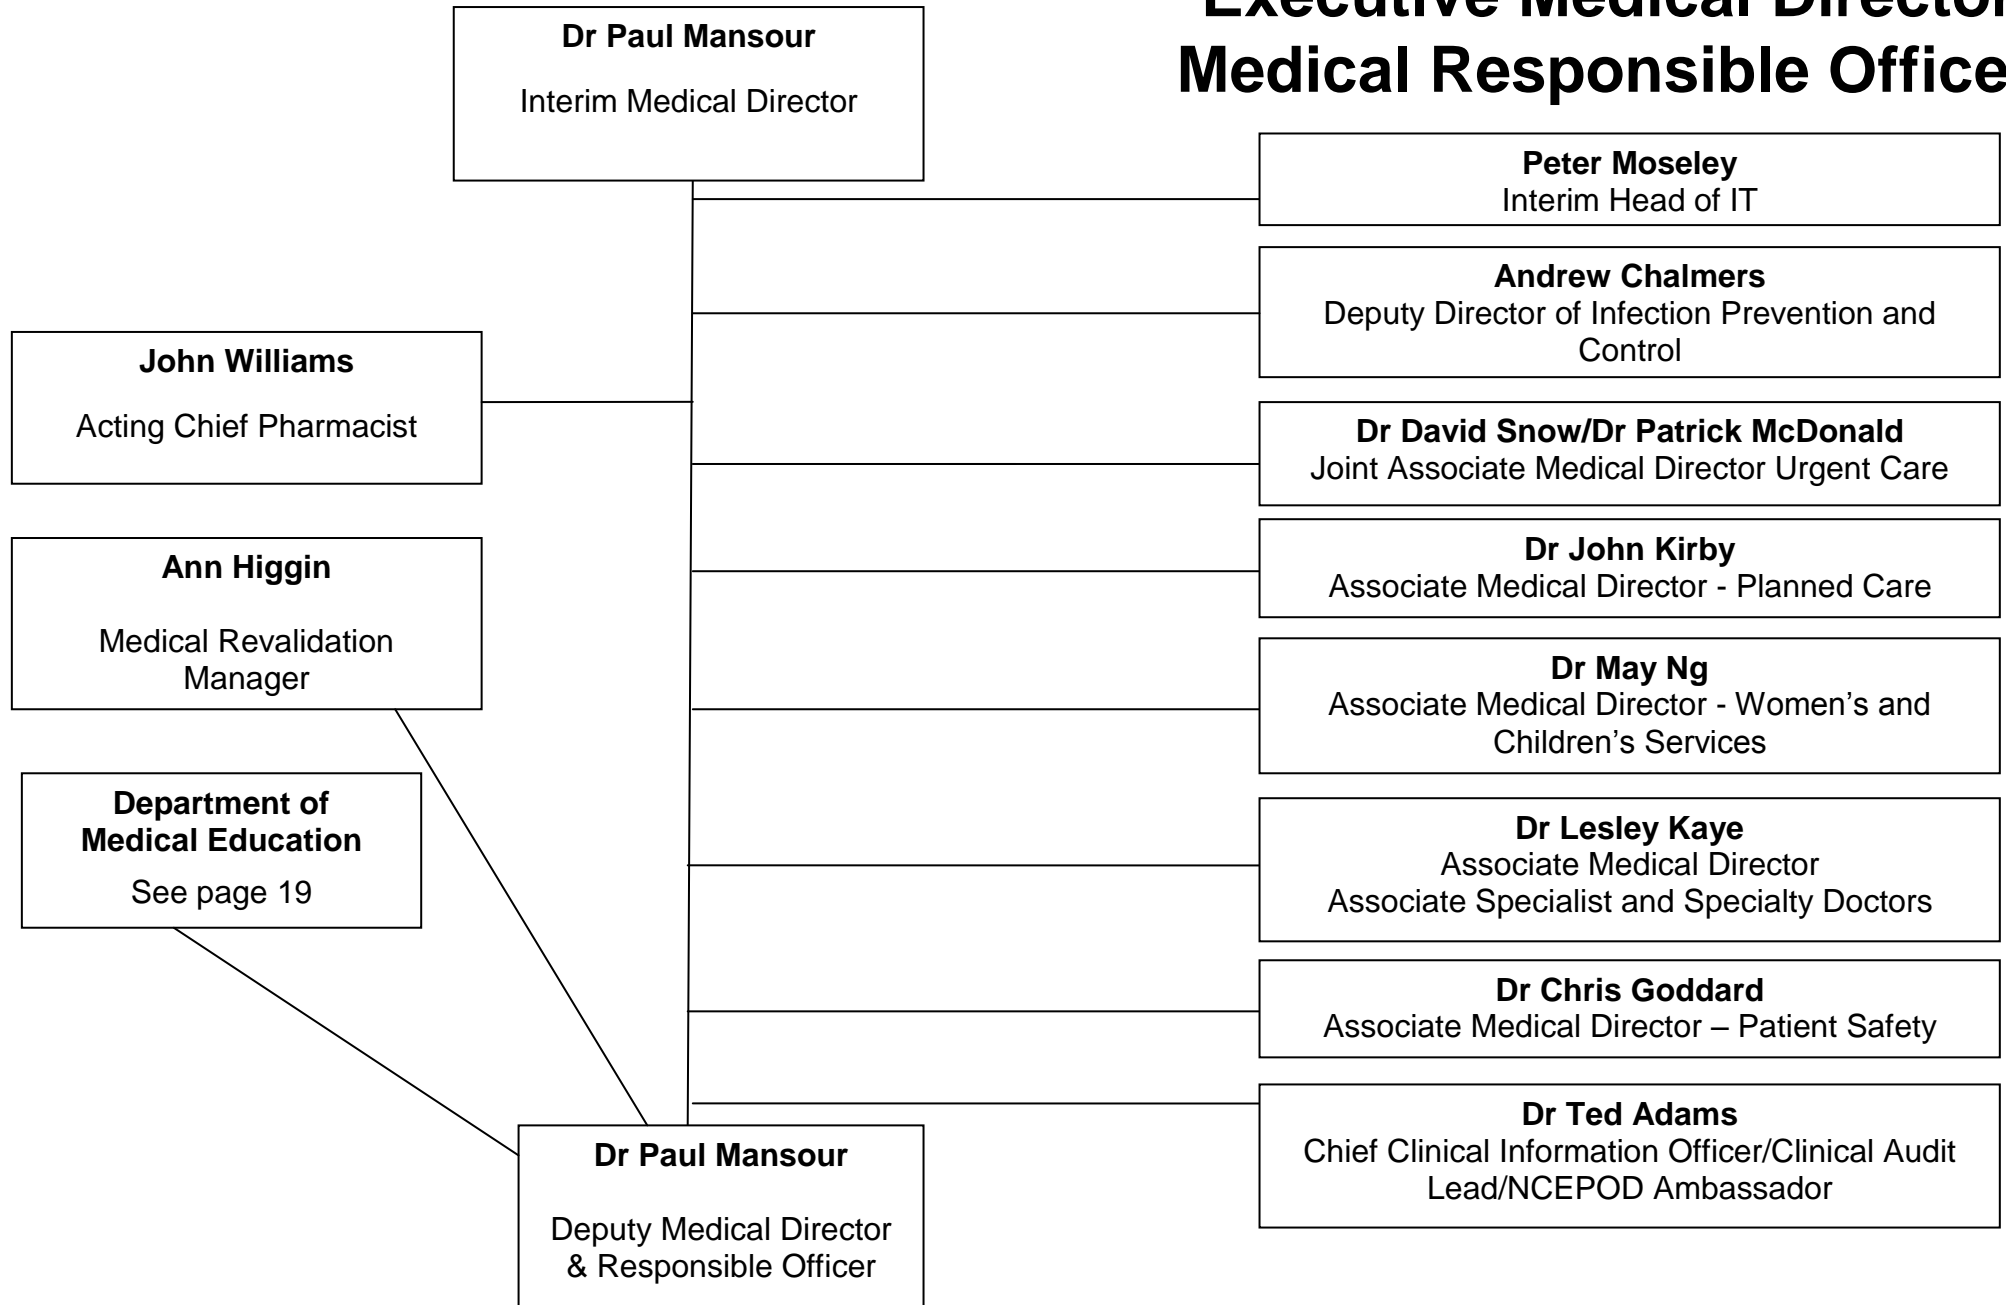 Executive Medical Director
Medical Responsible Office
Dr Paul Mansour
Interim Medical Director
Peter Moseley
Interim Head of IT
Andrew Chalmers
Deputy Director of Infection Prevention and
Control
John Williams
Acting Chief Pharmacist
Dr David Snow/Dr Patrick McDonald
Joint Associate Medical Director Urgent Care
Ann Higgin
Medical Revalidation
Manager
Dr John Kirby
Associate Medical Director - Planned Care
Dr May Ng
Associate Medical Director - Women’s and
Children’s Services
Department of
Medical Education
See page 19
Dr Lesley Kaye
Associate Medical Director
Associate Specialist and Specialty Doctors
Dr Chris Goddard
Associate Medical Director – Patient Safety
Dr Paul Mansour
Deputy Medical Director
& Responsible Officer
Dr Ted Adams
Chief Clinical Information Officer/Clinical Audit
Lead/NCEPOD Ambassador